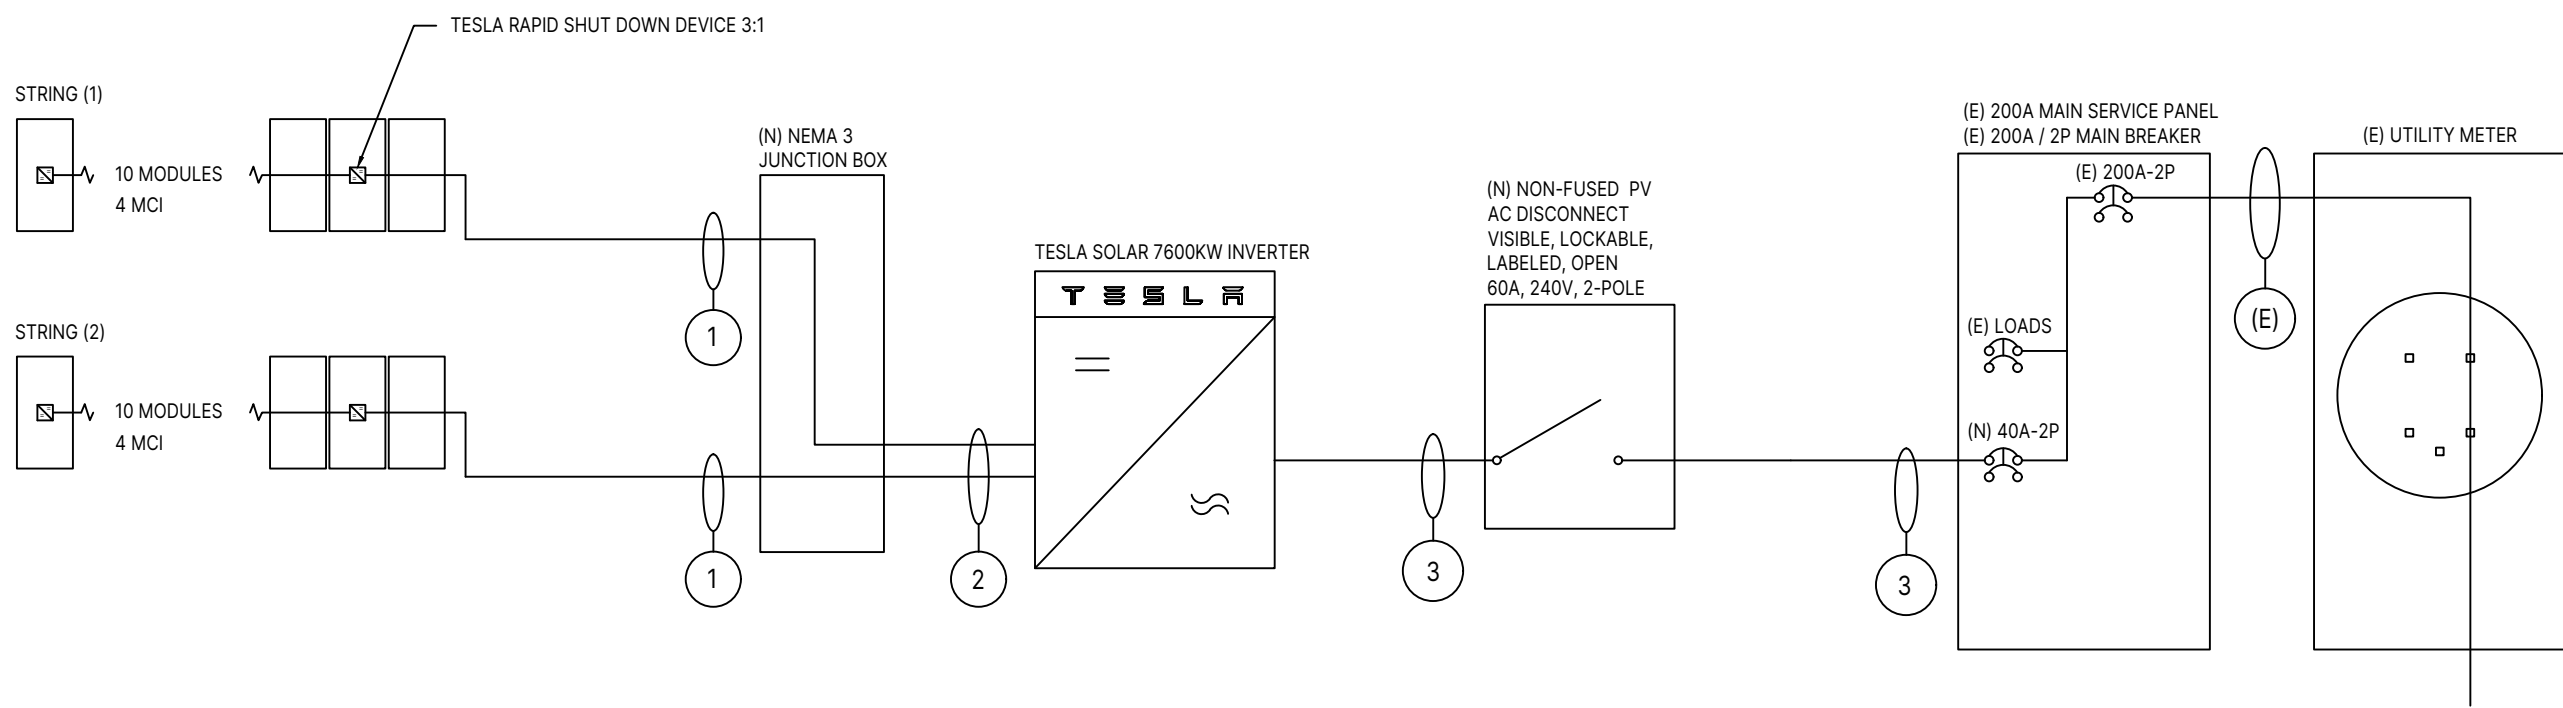 TESLA RAPID SHUT DOWN DEVICE 3:1
STRING (1)
10 MODULES
4 MCI
STRING (2)
10 MODULES
4 MCI
1
1
(N) NEMA 3
JUNCTION BOX
2
TESLA SOLAR 7600KW INVERTER
TESLA
3
(N) NON-FUSED PV
AC DISCONNECT
VISIBLE, LOCKABLE,
LABELED, OPEN
60A, 240V, 2-POLE
3
(E) 200A MAIN SERVICE PANEL
(E) 200A / 2P MAIN BREAKER
(E) 200A-2P
(E) LOADS
(N) 40A-2P
(E)
(E) UTILITY METER